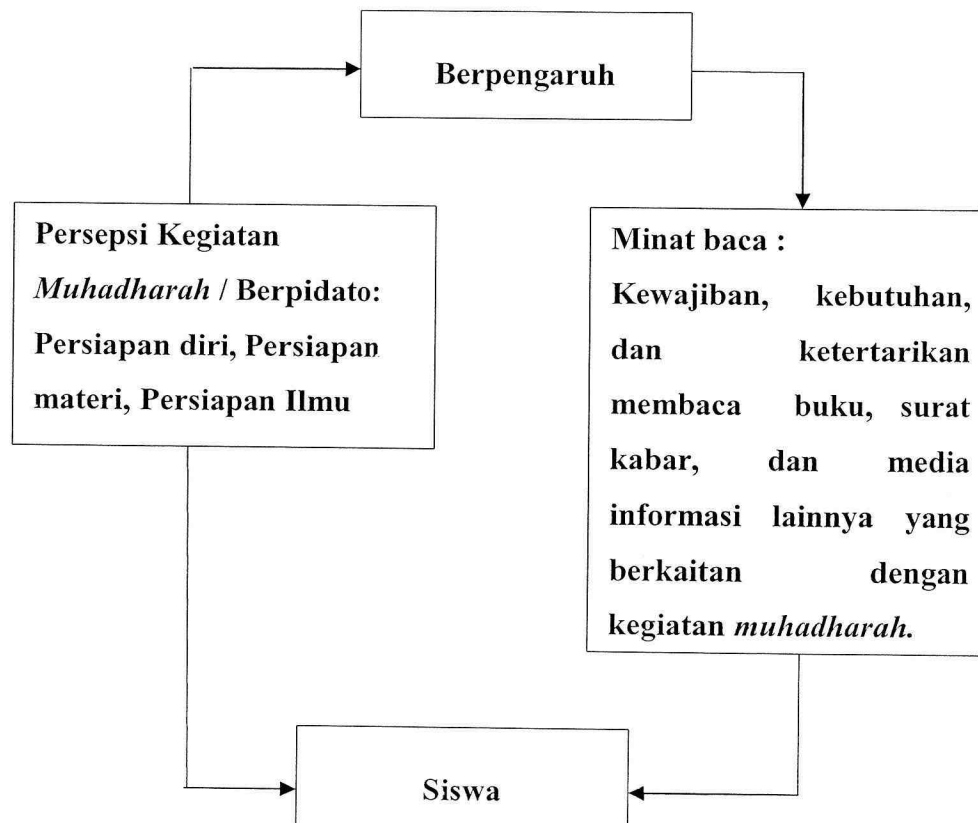 Berpengaruh
Persepsi Kegiatan
Muhadharah / Berpidato:
Persiapan diri, Persiapan
materi, Persiapan Ilmu
Minat baca :
Kewajiban, kebutuhan,
dan ketertarikan
membaca buku, surat
kabar, dan media
informasi lainnya yang
berkaitan dengan
kegiatan muhadharah.
Siswa